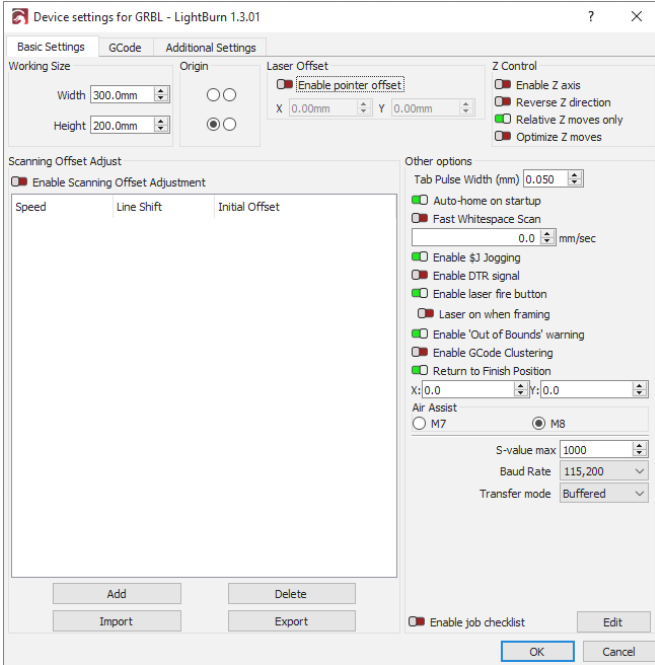 Device settings for GRBL - LightBurn 1.3.01
?
Basic Settings
GCode
Additional Settings
Working Size
Width 300.0mm
Height 200.0mm
Origin
Laser Offset
Enable pointer offset
X 0.00mm Y 0.00mm
Z Control
Enable Z axis
Reverse Z direction
Relative Z moves only
Optimize Z moves
Scanning Offset Adjust
Enable Scanning Offset Adjustment
Speed Line Shift Initial Offset
Add Delete
Import Export
Other options
Tab Pulse Width (mm) 0.050
Auto-home on startup
Fast Whitespace Scan
0.0 mm/sec
Enable $J Jogging
Enable DTR signal
Enable laser fire button
Laser on when framing
Enable 'Out of Bounds' warning
Enable GCode Clustering
Return to Finish Position
X: 0.0 Y: 0.0
Air Assist
M7 M8
S-value max 1000
Baud Rate 115,200
Transfer mode Buffered
Enable job checklist Edit
OK Cancel